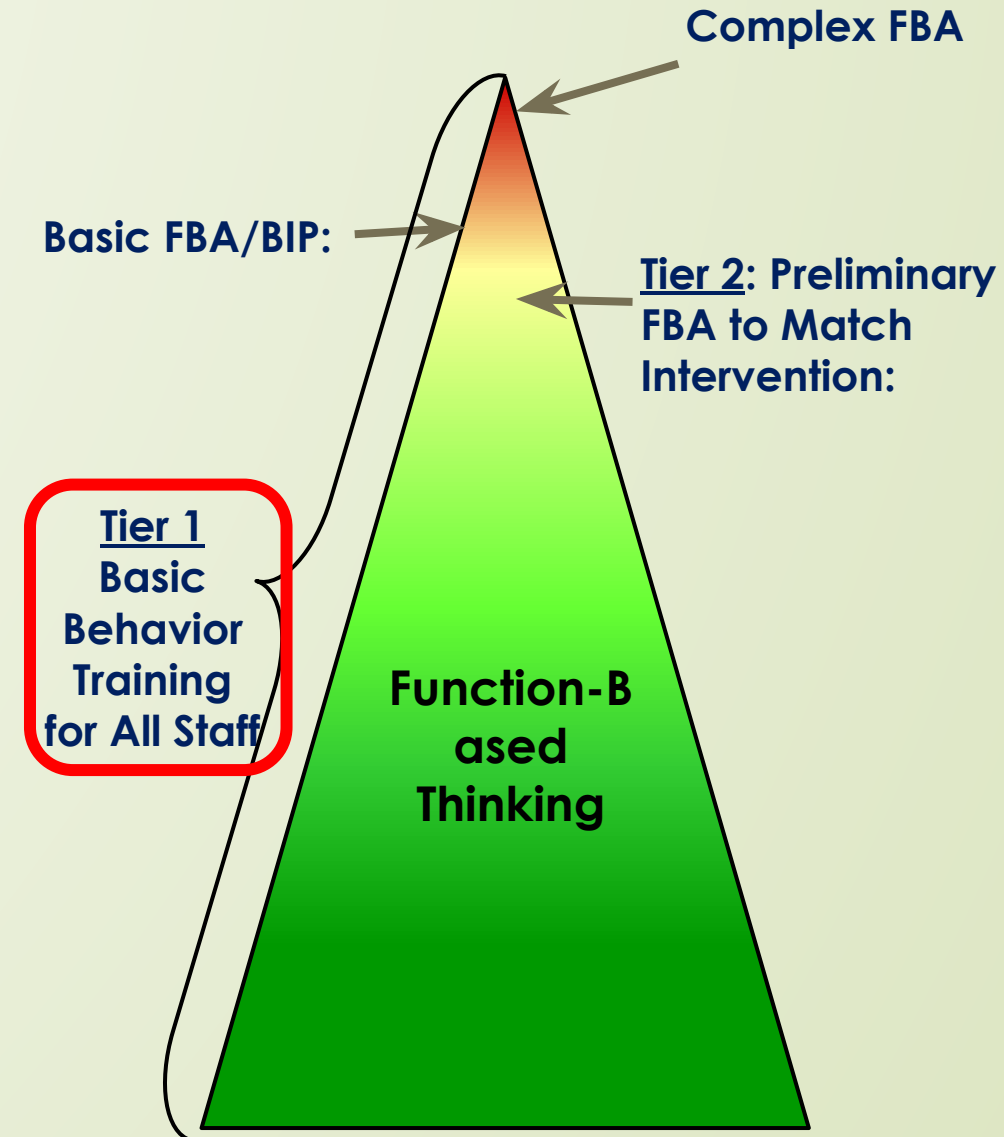 Complex FBA
Basic FBA/BIP:
Tier 2: Preliminary
FBA to Match
Intervention:
Tier 1
Basic
Behavior
Training
for All Staff
Function-B
ased
Thinking